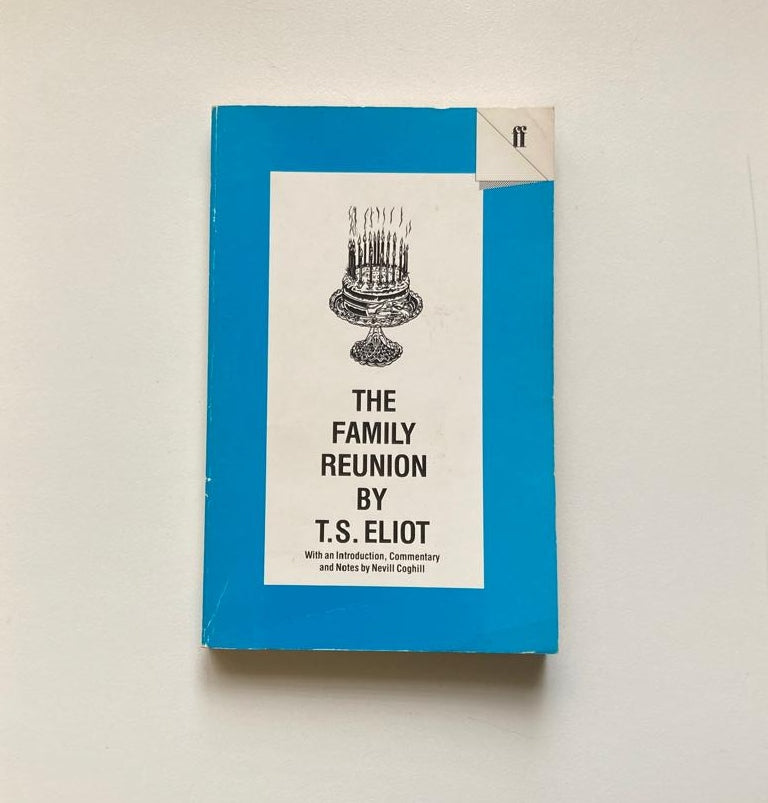 ff
THE
FAMILY
REUNION
BY
T.S. ELIOT
With an Introduction, Commentary
and Notes by Nevill Coghill